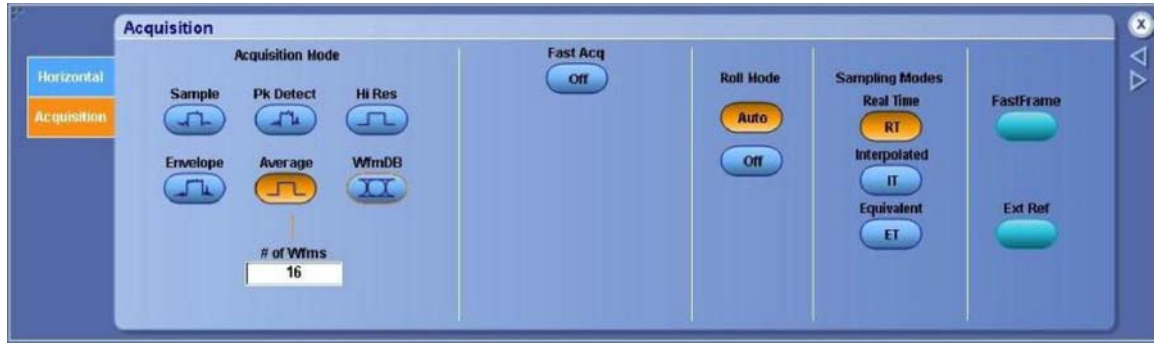 Acquisition
X
Horizontal
Acquisition
Acquisition Mode
Sample
Pk Detect
Hi Res
Envelope
Average
WfmDB
# of Wfms
16
Fast Acq
Off
Roll Mode
Auto
Off
Sampling Modes
Real Time
RT
Interpolated
IT
Equivalent
ET
FastFrame
Ext Ref